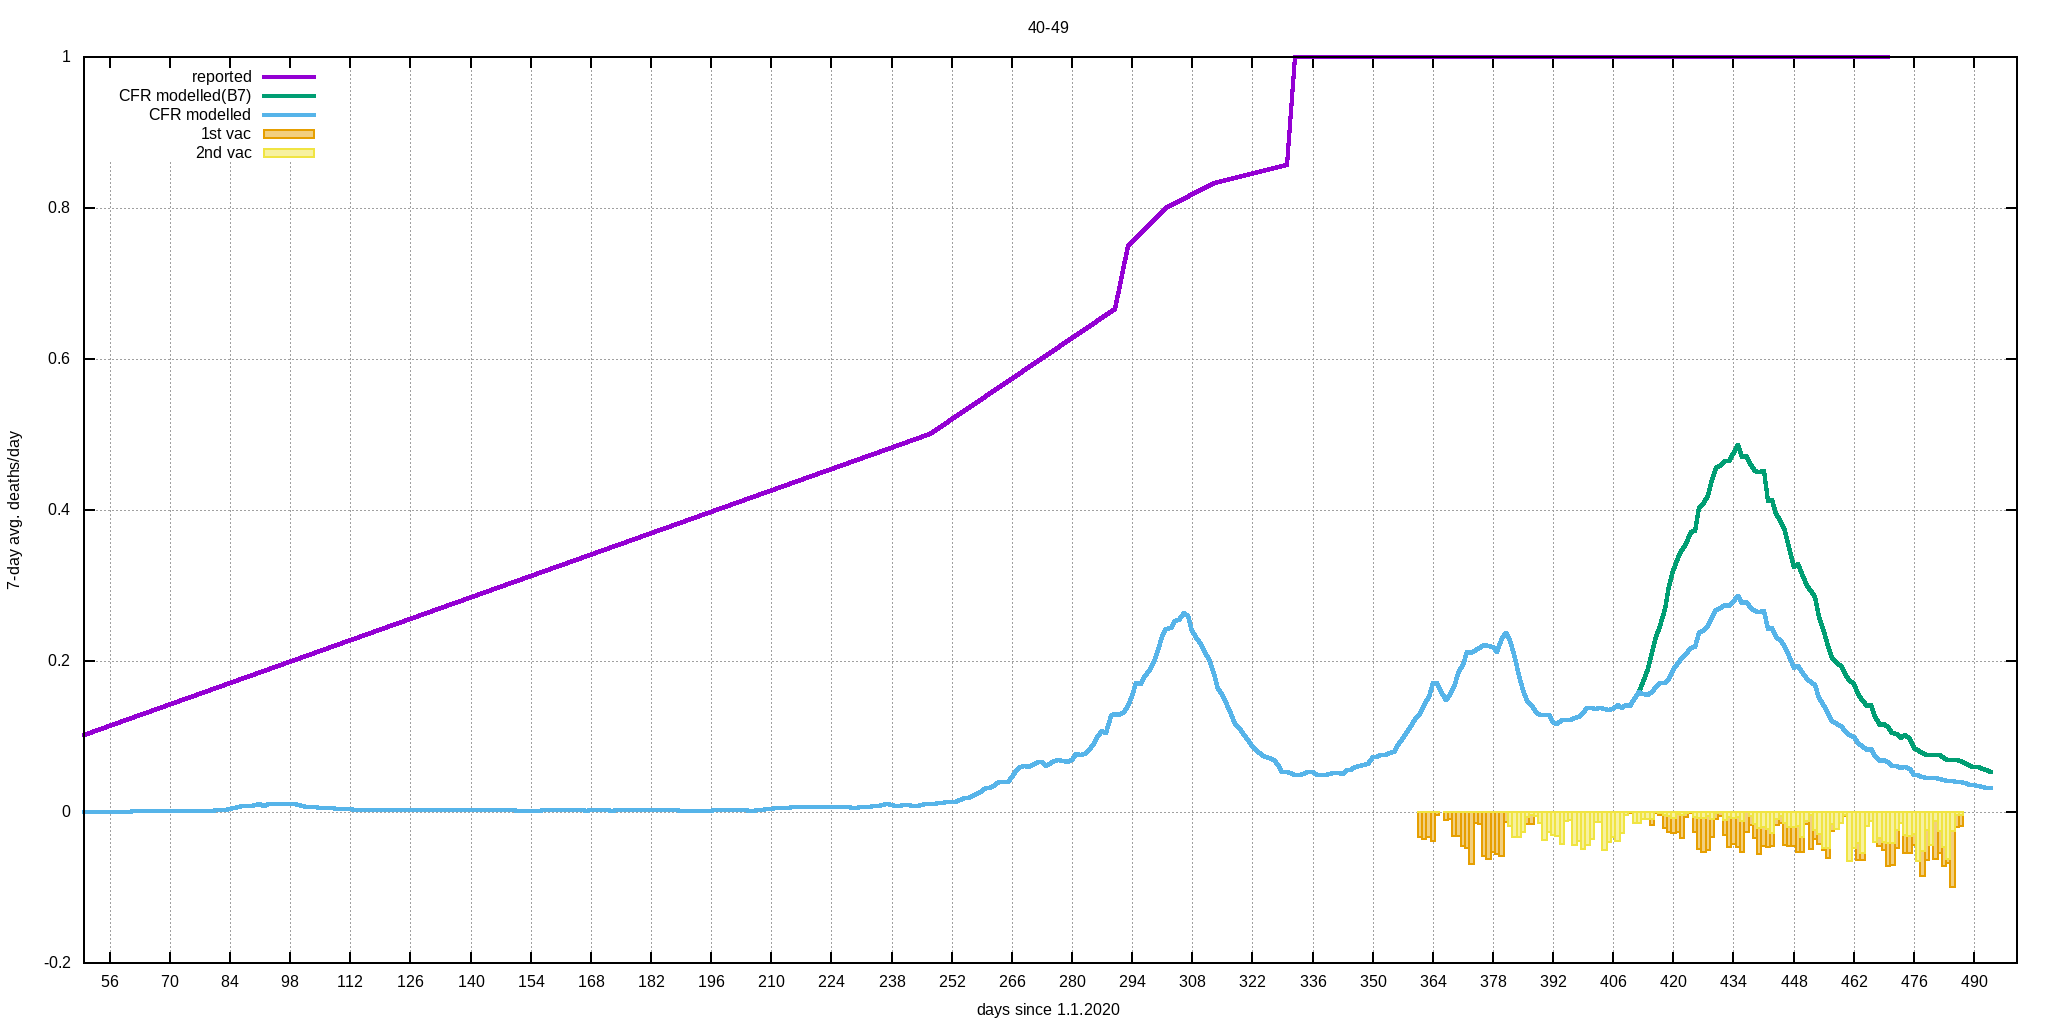 40-49
reported
CFR modelled(B7)
CFR modelled
1st vac
2nd vac
1
0.8
0.6
0.4
0.2
0
-0.2
7-day avg. deaths/day
56 70 84 98 112 126 140 154 168 182 196 210 224 238 252 266 280 294 308 322 336 350 364 378 392 406 420 434 448 462 476 490
days since 1.1.2020